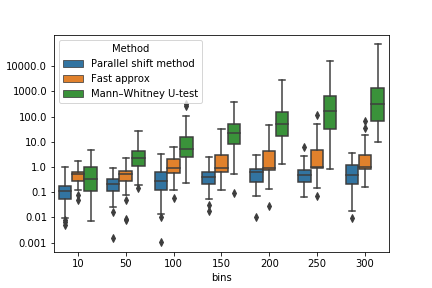 Method
Parallel shift method
Fast approx
Mann–Whitney U-test
10000.0
1000.0
100.0
10.0
1.0
0.1
0.01
0.001
10 50 100 150 200 250 300
bins